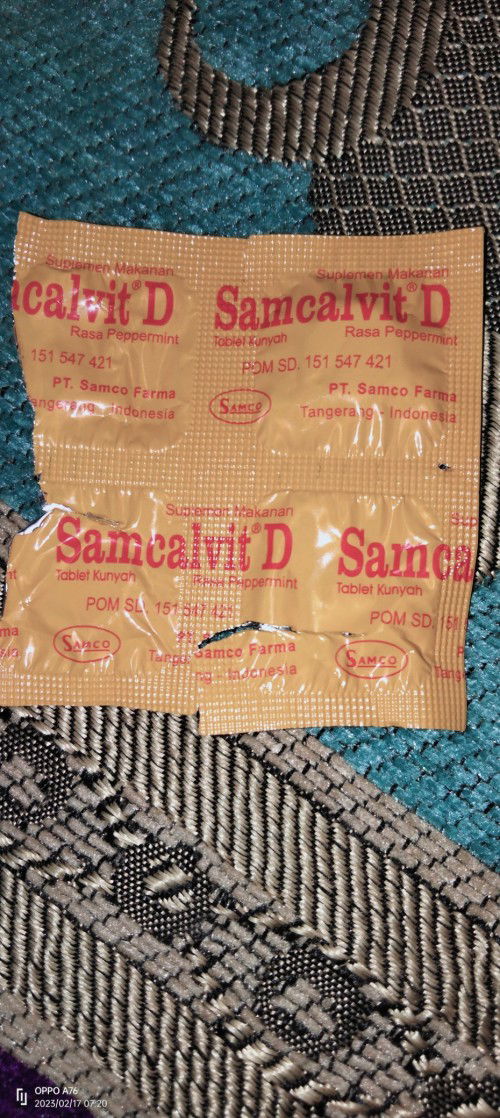 Suplemen Makanan
calvit® D
Rasa Peppermint
151 547 421
PT. Samco Farma
Tangerang - Indonesia
Suplemen Makanan
Samcalvit® D
Tablet Kunyah
Rasa Peppermint
POM SD. 151 547 421
PT. Samco Farma
SAMCO
Tangerang - Indonesia
Suplemen Makanan
Samcalvit® D
Tablet Kunyah
Rasa Peppermint
POM SD. 151 547 421
SAMCO
Samco Farma
Samca
Tablet Kunyah
POM SD. 151
SAMCO
OPPO A76
2023/02/17 07:20